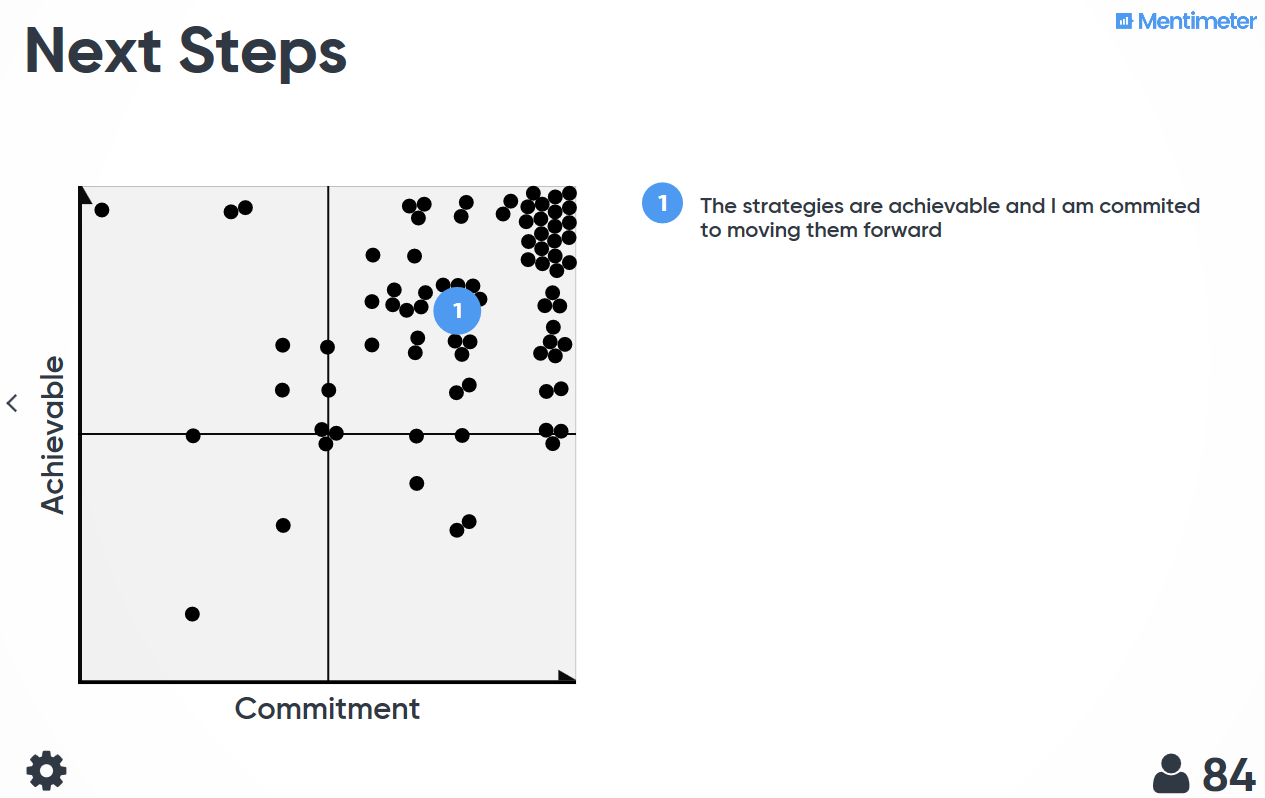 Mentimeter
Next Steps
1
The strategies are achievable and I am commited
to moving them forward
1
Achievable
Commitment
84